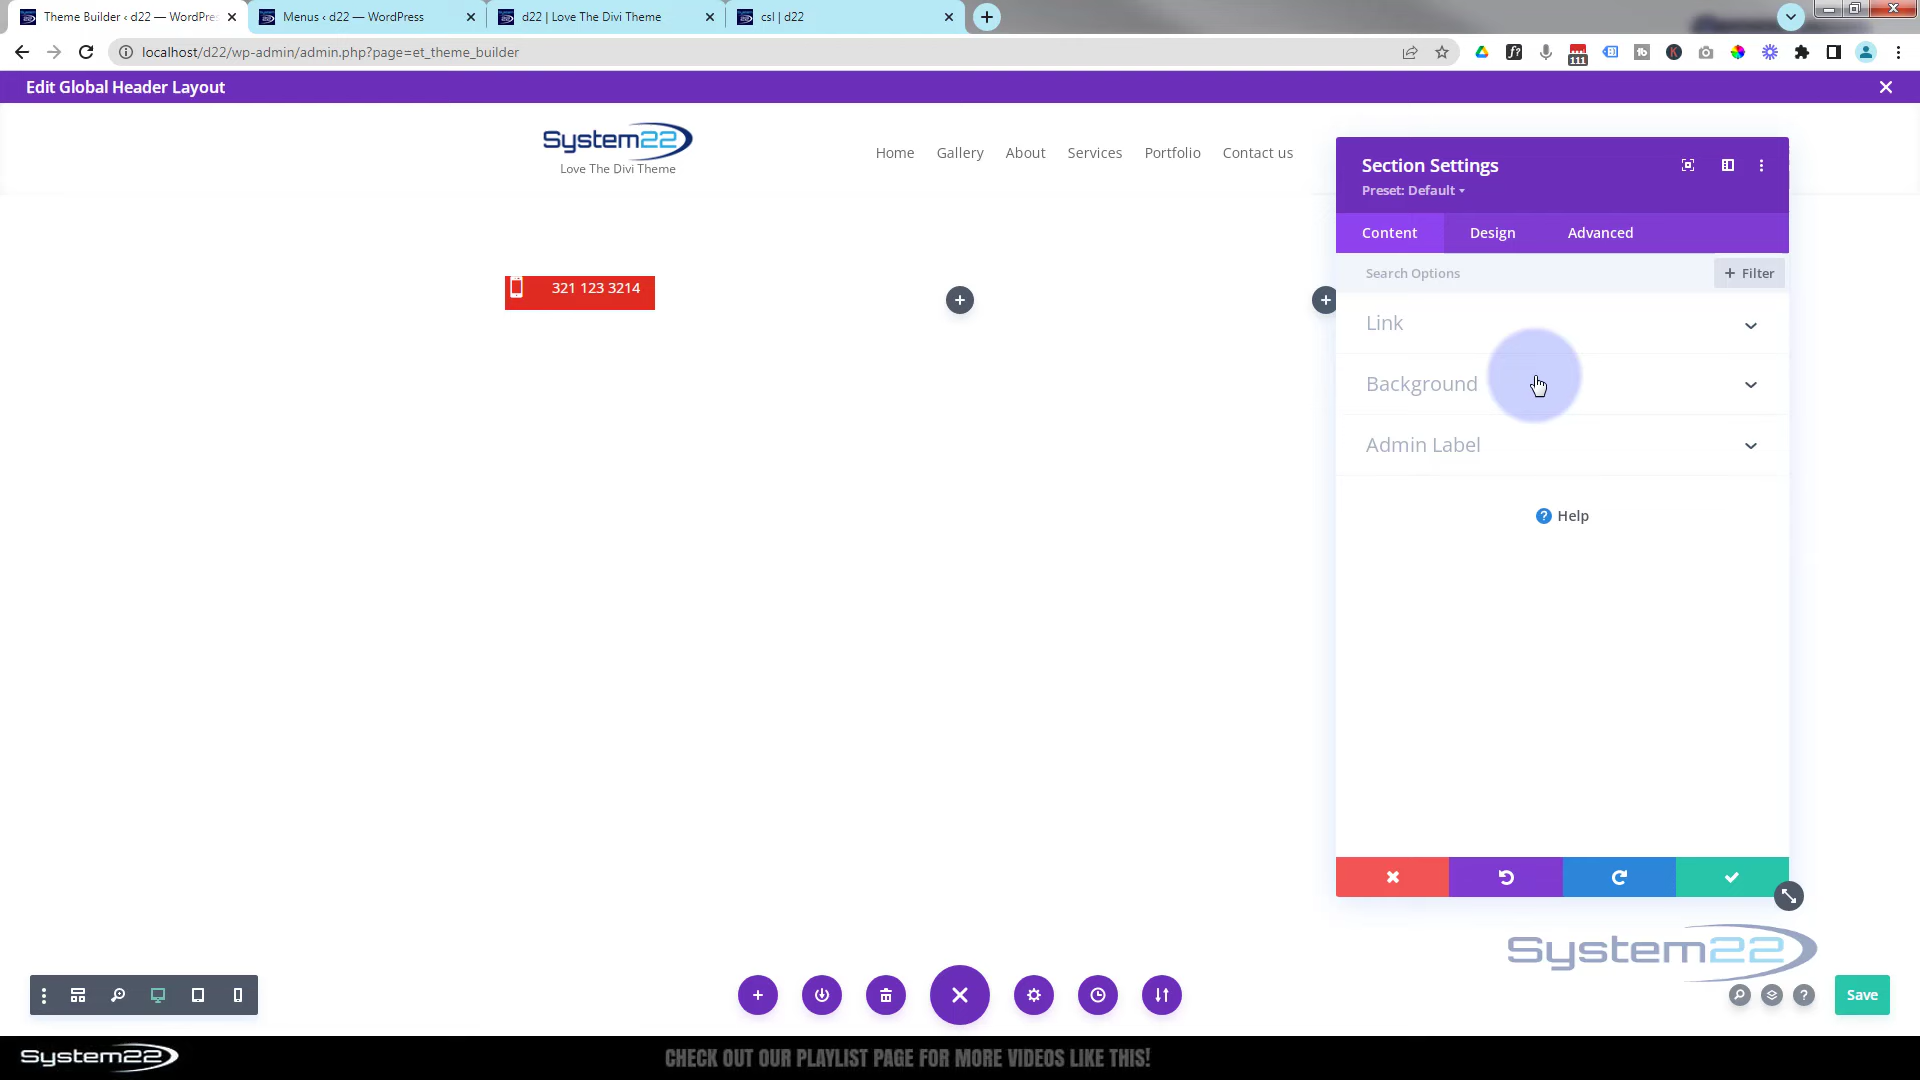 Theme Builder ‹ d22 — WordPres
Menus ‹ d22 — WordPress
d22 | Love The Divi Theme
csl | d22
localhost/d22/wp-admin/admin.php?page=et_theme_builder
111
Edit Global Header Layout
System22
Love The Divi Theme
Home
Gallery
About
Services
Portfolio
Contact us
Section Settings
Preset: Default
Content
Design
Advanced
Search Options
+ Filter
321 123 3214
Link
Background
Admin Label
? Help
System22
Save
System22
CHECK OUT OUR PLAYLIST PAGE FOR MORE VIDEOS LIKE THIS!